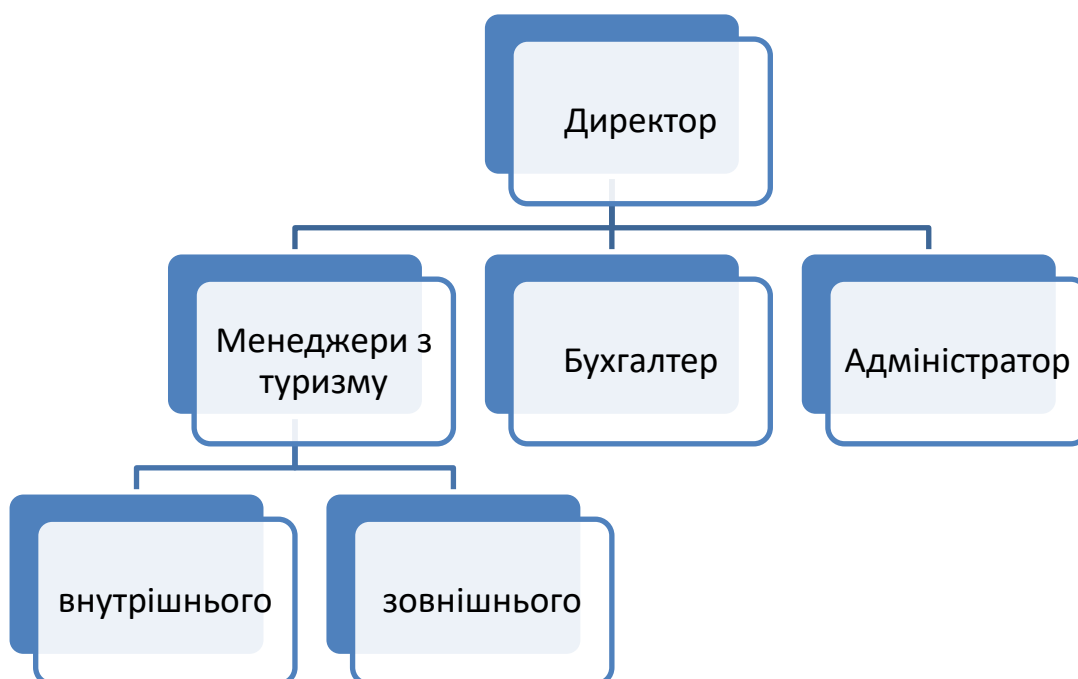 Директор
Менеджери з
туризму
Бухгалтер
Адміністратор
внутрішнього
зовнішнього